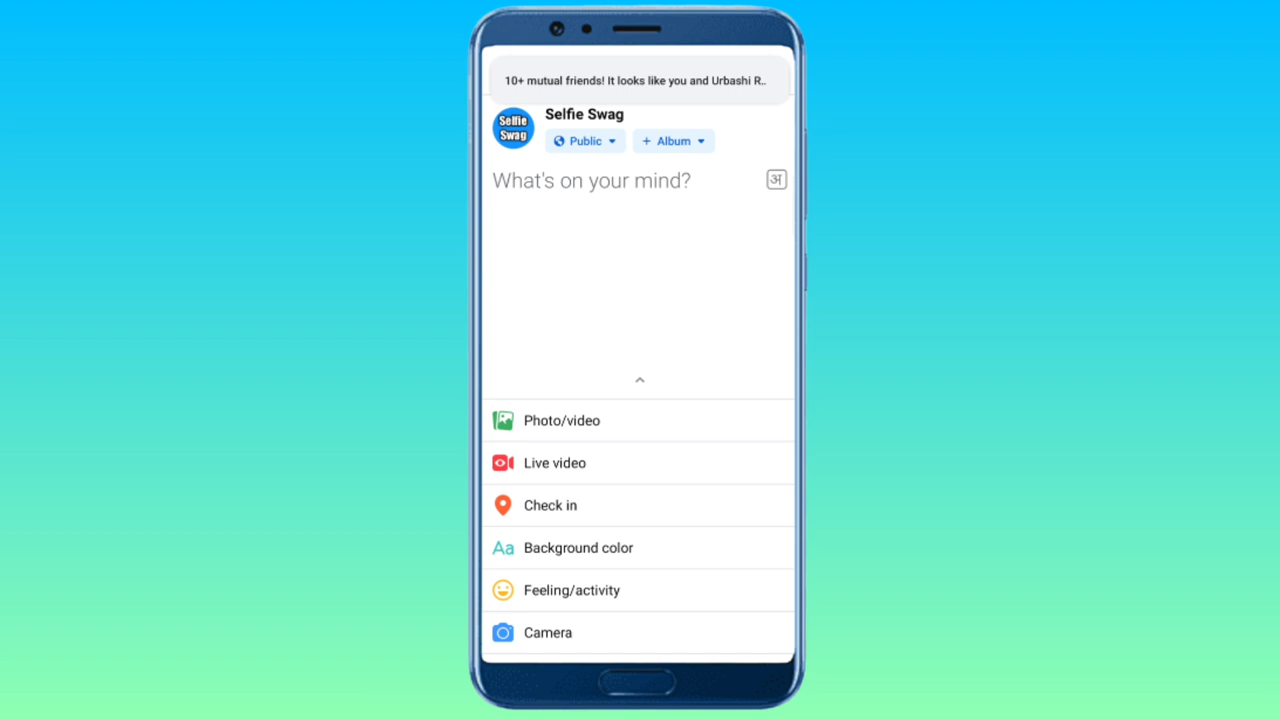 10+ mutual friends! It looks like you and Urbashi R..
Selfie
Swag
Selfie Swag
Public
+ Album
What's on your mind?
अ
Photo/video
Live video
Check in
Aa Background color
Feeling/activity
Camera